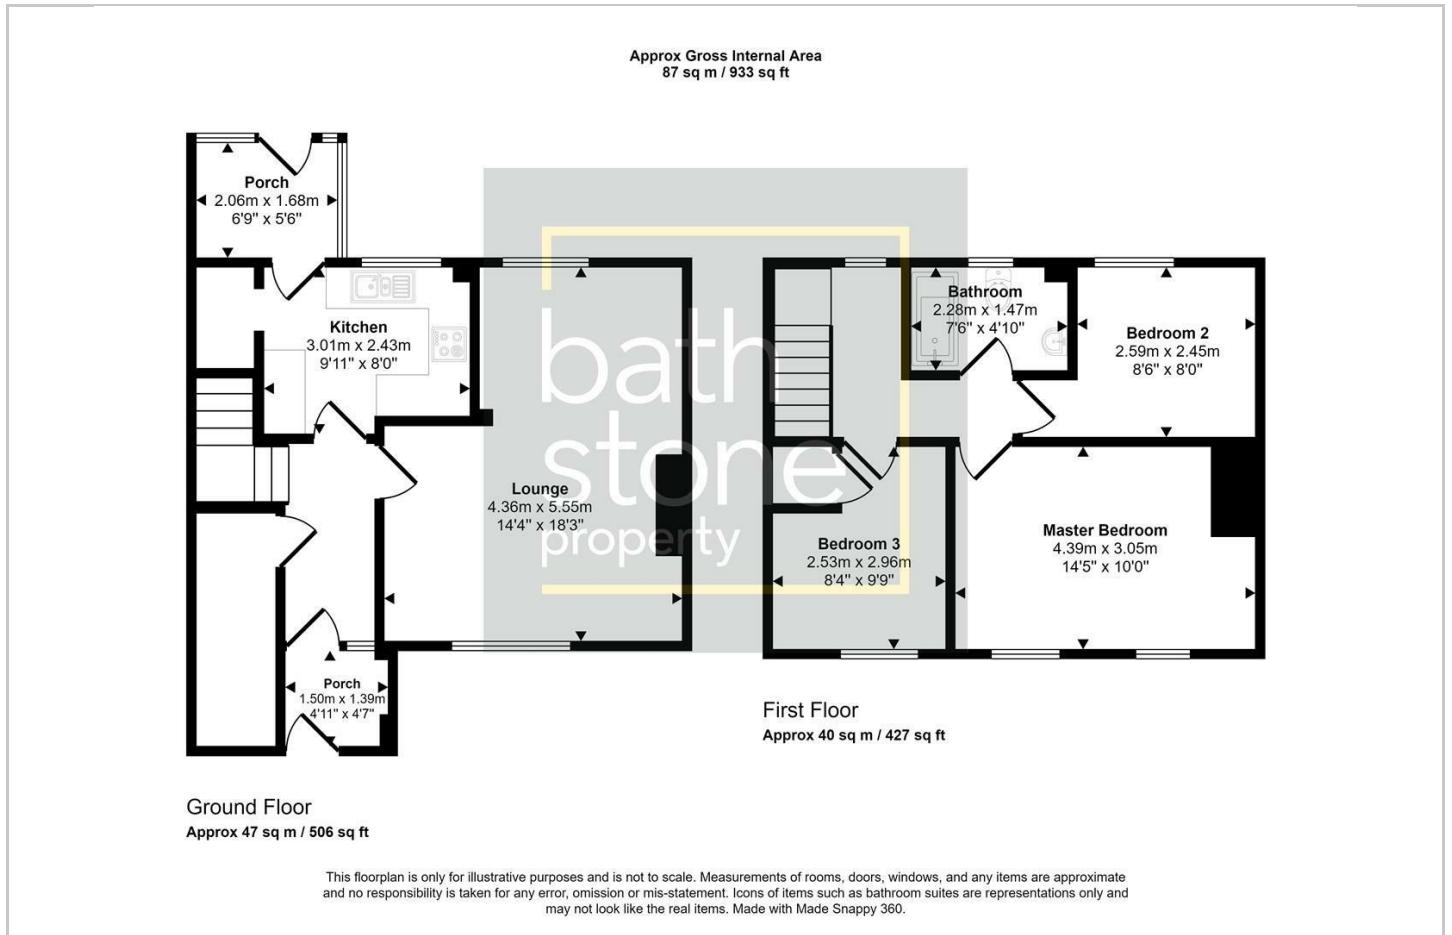 Approx Gross Internal Area
87 sq m / 933 sq ft
Porch
2.06m x 1.68m
6'9" x 5'6"
Kitchen
3.01m x 2.43m
9'11" x 8'0"
Lounge
4.36m x 5.55m
14'4" x 18'3"
Porch
1.50m x 1.39m
4'11" x 4'7"
Ground Floor
Approx 47 sq m / 506 sq ft
bath
stone
property
Bathroom
2.28m x 1.47m
7'6" x 4'10"
Bedroom 2
2.59m x 2.45m
8'6" x 8'0"
Bedroom 3
2.53m x 2.96m
8'4" x 9'9"
Master Bedroom
4.39m x 3.05m
14'5" x 10'0"
First Floor
Approx 40 sq m / 427 sq ft
This floorplan is only for illustrative purposes and is not to scale. Measurements of rooms, doors, windows, and any items are approximate
and no responsibility is taken for any error, omission or mis-statement. Icons of items such as bathroom suites are representations only and
may not look like the real items. Made with Made Snappy 360.